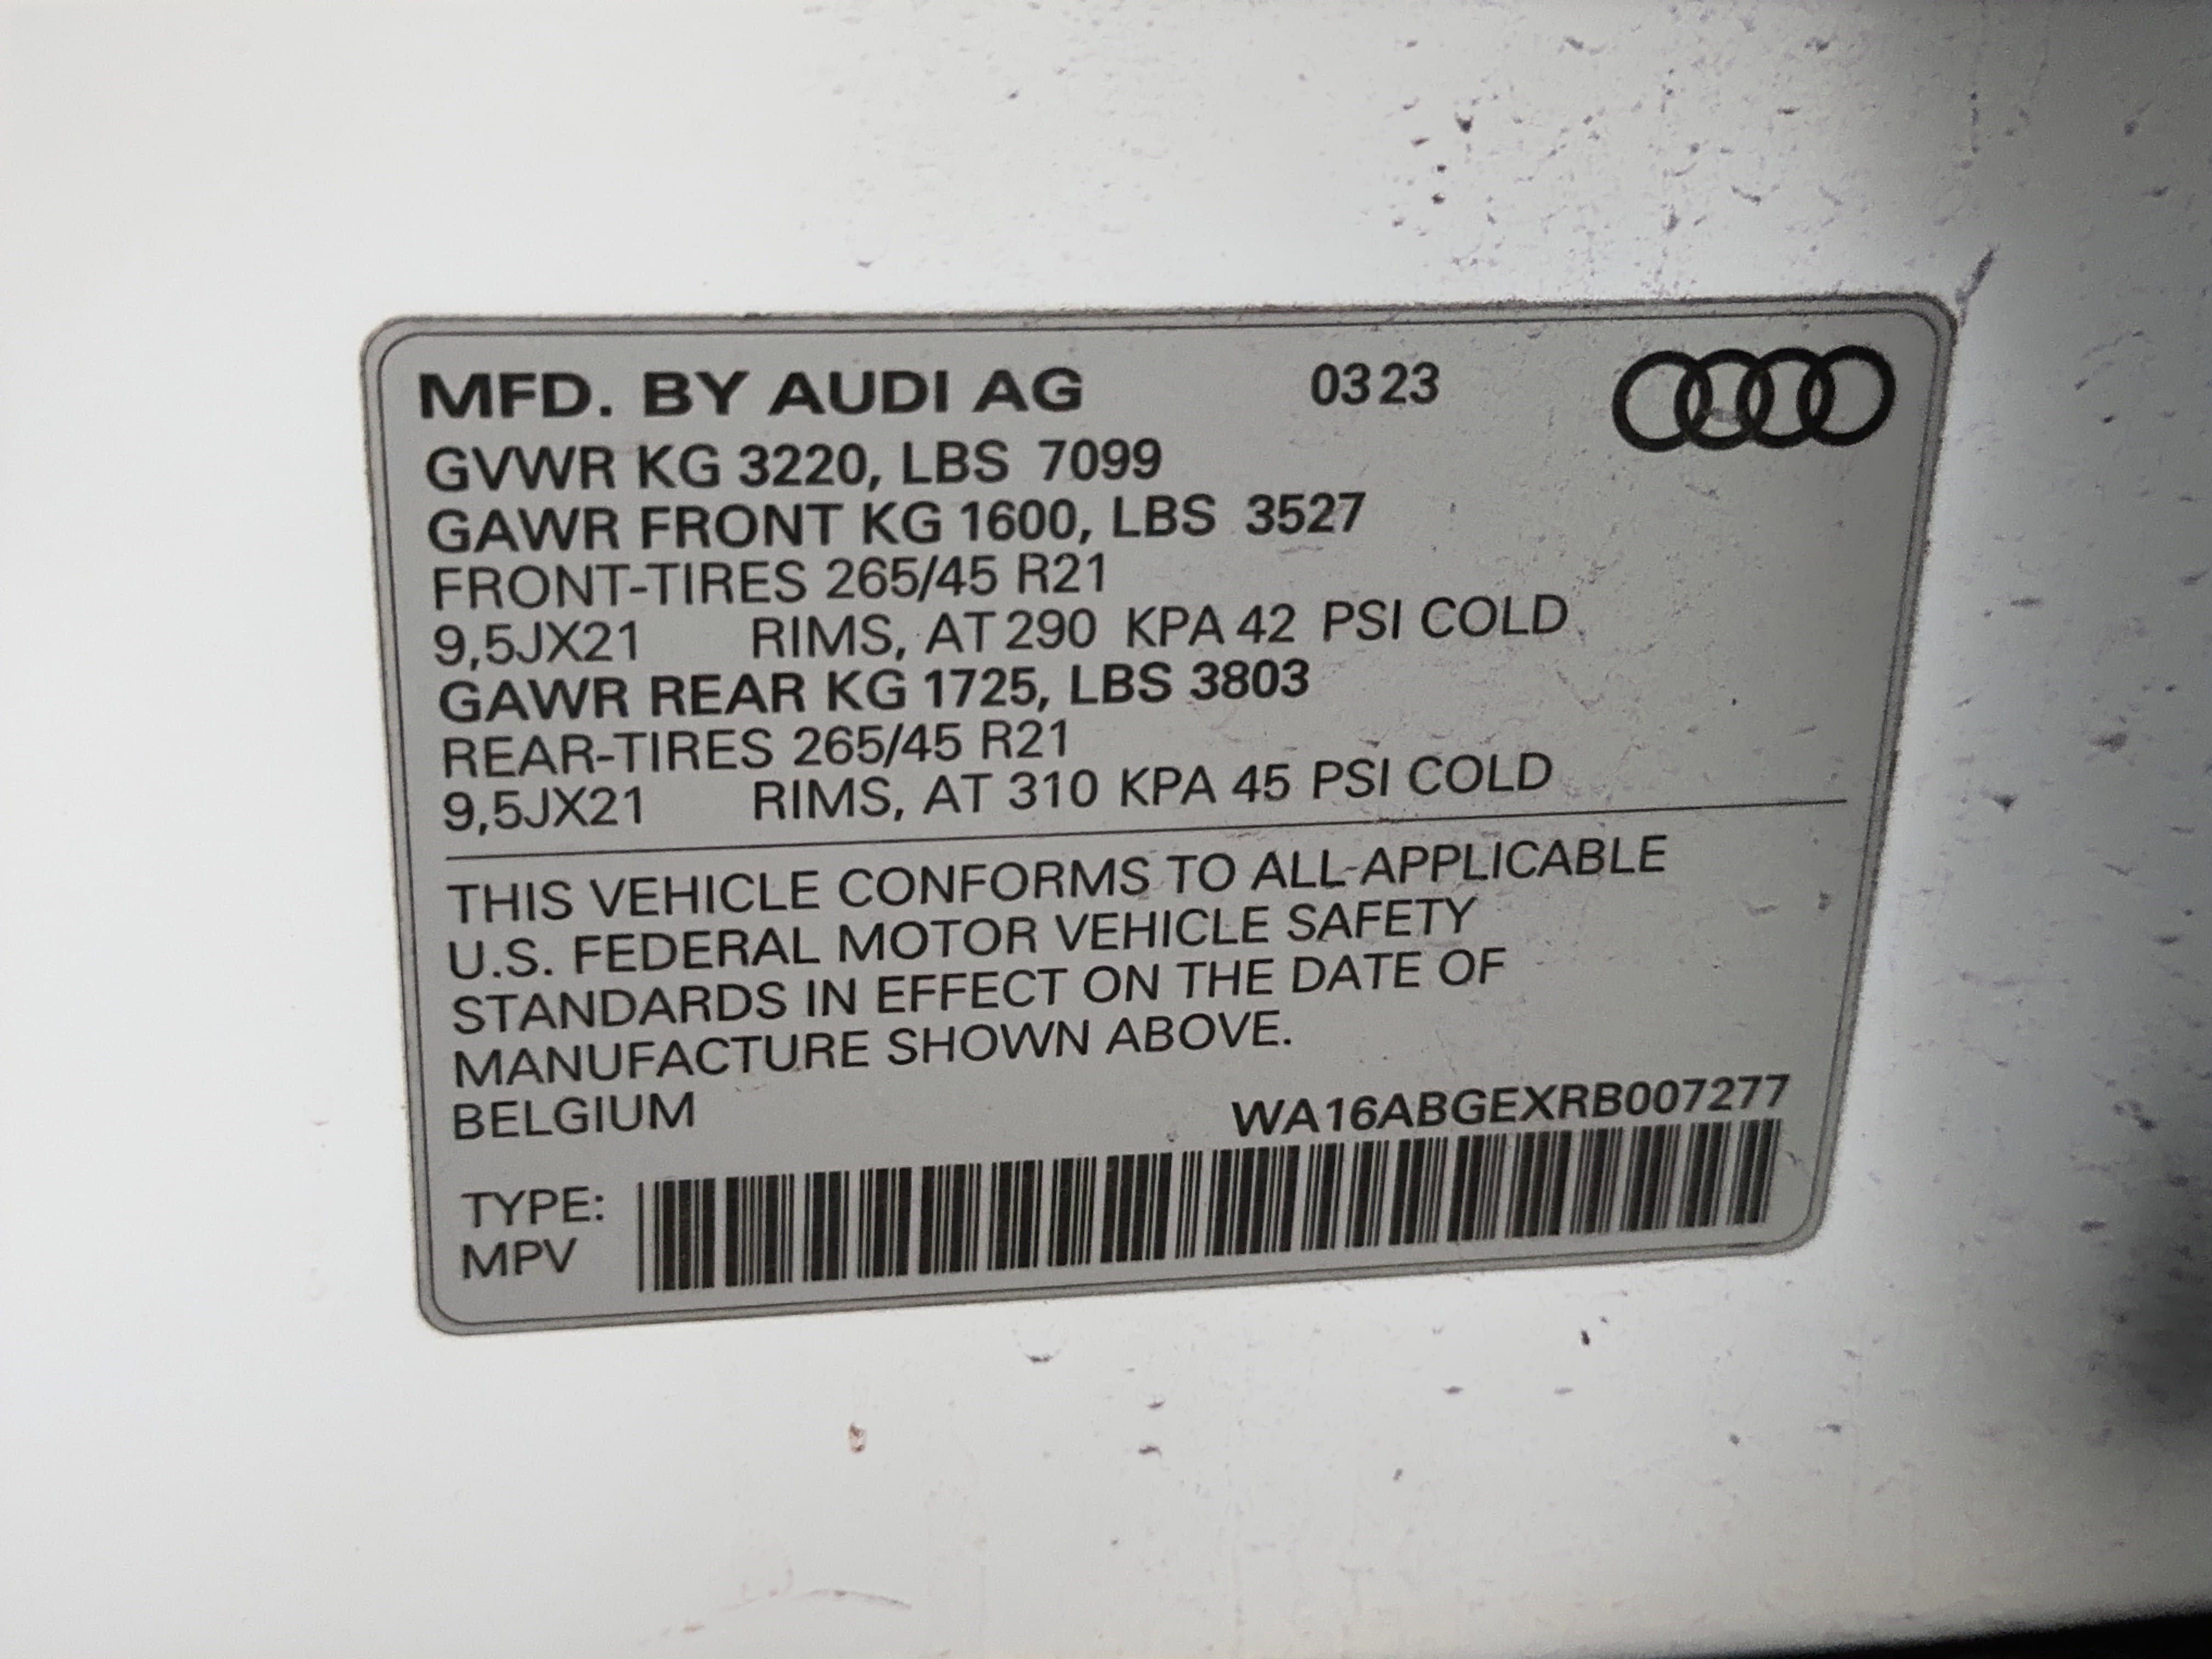 MFD. BY AUDI AG 0323
GVWR KG 3220, LBS 7099
GAWR FRONT KG 1600, LBS 3527
FRONT-TIRES 265/45 R21
9,5JX21 RIMS, AT 290 KPA 42 PSI COLD
GAWR REAR KG 1725, LBS 3803
REAR-TIRES 265/45 R21
9,5JX21 RIMS, AT 310 KPA 45 PSI COLD
THIS VEHICLE CONFORMS TO ALL APPLICABLE
U.S. FEDERAL MOTOR VEHICLE SAFETY
STANDARDS IN EFFECT ON THE DATE OF
MANUFACTURE SHOWN ABOVE.
BELGIUM WA16ABGEXRB007277
TYPE:
MPV